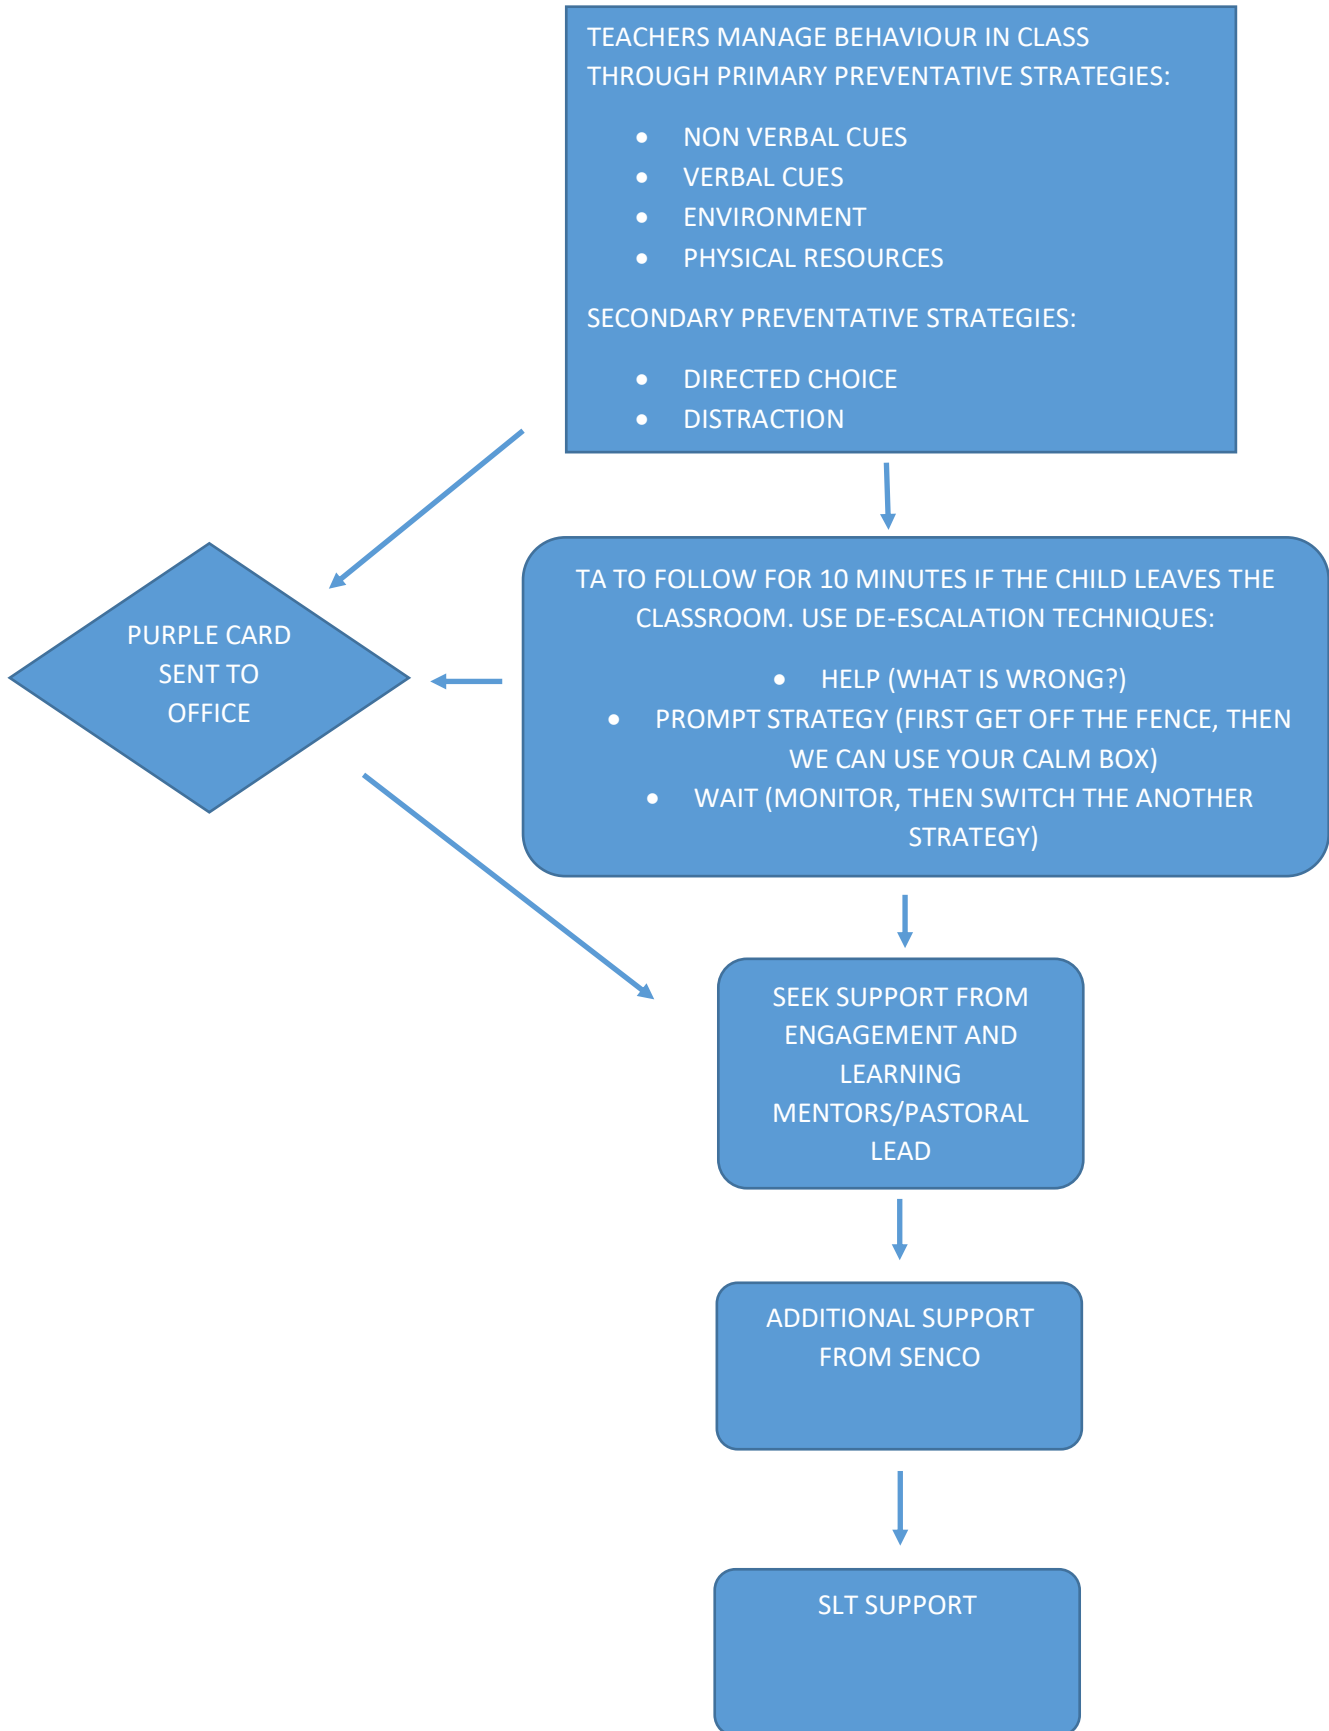 TEACHERS MANAGE BEHAVIOUR IN CLASS
THROUGH PRIMARY PREVENTATIVE STRATEGIES:
• NON VERBAL CUES
• VERBAL CUES
• ENVIRONMENT
• PHYSICAL RESOURCES
SECONDARY PREVENTATIVE STRATEGIES:
• DIRECTED CHOICE
• DISTRACTION
PURPLE CARD
SENT TO
OFFICE
TA TO FOLLOW FOR 10 MINUTES IF THE CHILD LEAVES THE
CLASSROOM. USE DE-ESCALATION TECHNIQUES:
• HELP (WHAT IS WRONG?)
• PROMPT STRATEGY (FIRST GET OFF THE FENCE, THEN
WE CAN USE YOUR CALM BOX)
• WAIT (MONITOR, THEN SWITCH THE ANOTHER
STRATEGY)
SEEK SUPPORT FROM
ENGAGEMENT AND
LEARNING
MENTORS/PASTORAL
LEAD
ADDITIONAL SUPPORT
FROM SENCO
SLT SUPPORT